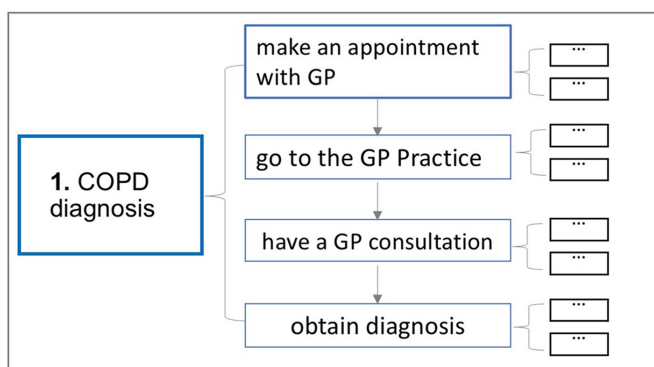 make an appointment
with GP
...
...
go to the GP Practice
...
...
1. COPD
diagnosis
have a GP consultation
...
...
obtain diagnosis
...
...